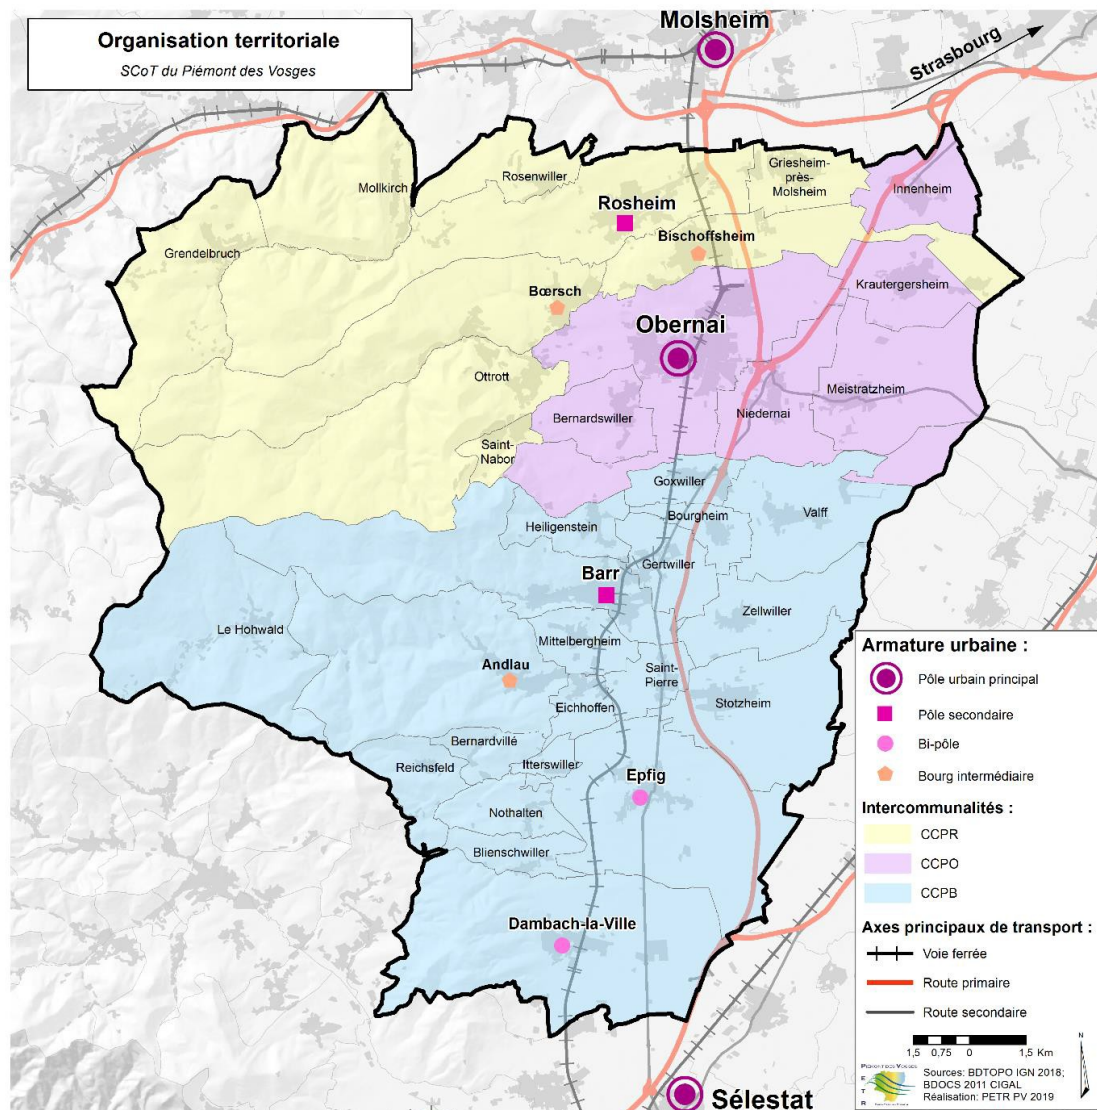 Organisation territoriale
SCoT du Piémont des Vosges
Molsheim
Strasbourg
Mollkirch
Rosenwiller
Griesheim-
près-
Molsheim
Innenheim
Rosheim
Bischoffsheim
Grendelbruch
Krautergersheim
Bœrsch
Obernai
Ottrott
Meistratzheim
Bernardswiller
Niedernai
Saint-
Nabor
Goxwiller
Bourgheim
Valff
Heiligenstein
Gertwiller
Barr
Zellwiller
Le Hohwald
Mittelbergheim
Andlau
Saint-
Pierre
Stotzheim
Eichhoffen
Bernardvillé
Reichsfeld
Itterswiller
Epfig
Nothalten
Blienschwiller
Dambach-la-Ville
Sélestat
Armature urbaine :
Pôle urbain principal
Pôle secondaire
Bi-pôle
Bourg intermédiaire
Intercommunalités :
CCPR
CCPO
CCPB
Axes principaux de transport :
Voie ferrée
Route primaire
Route secondaire
1,5 0,75 0 1,5 Km
N
PIÉMONT DES VOSGES
P E T R
Sources: BDTOPO IGN 2018;
BDOCS 2011 CIGAL
Réalisation: PETR PV 2019